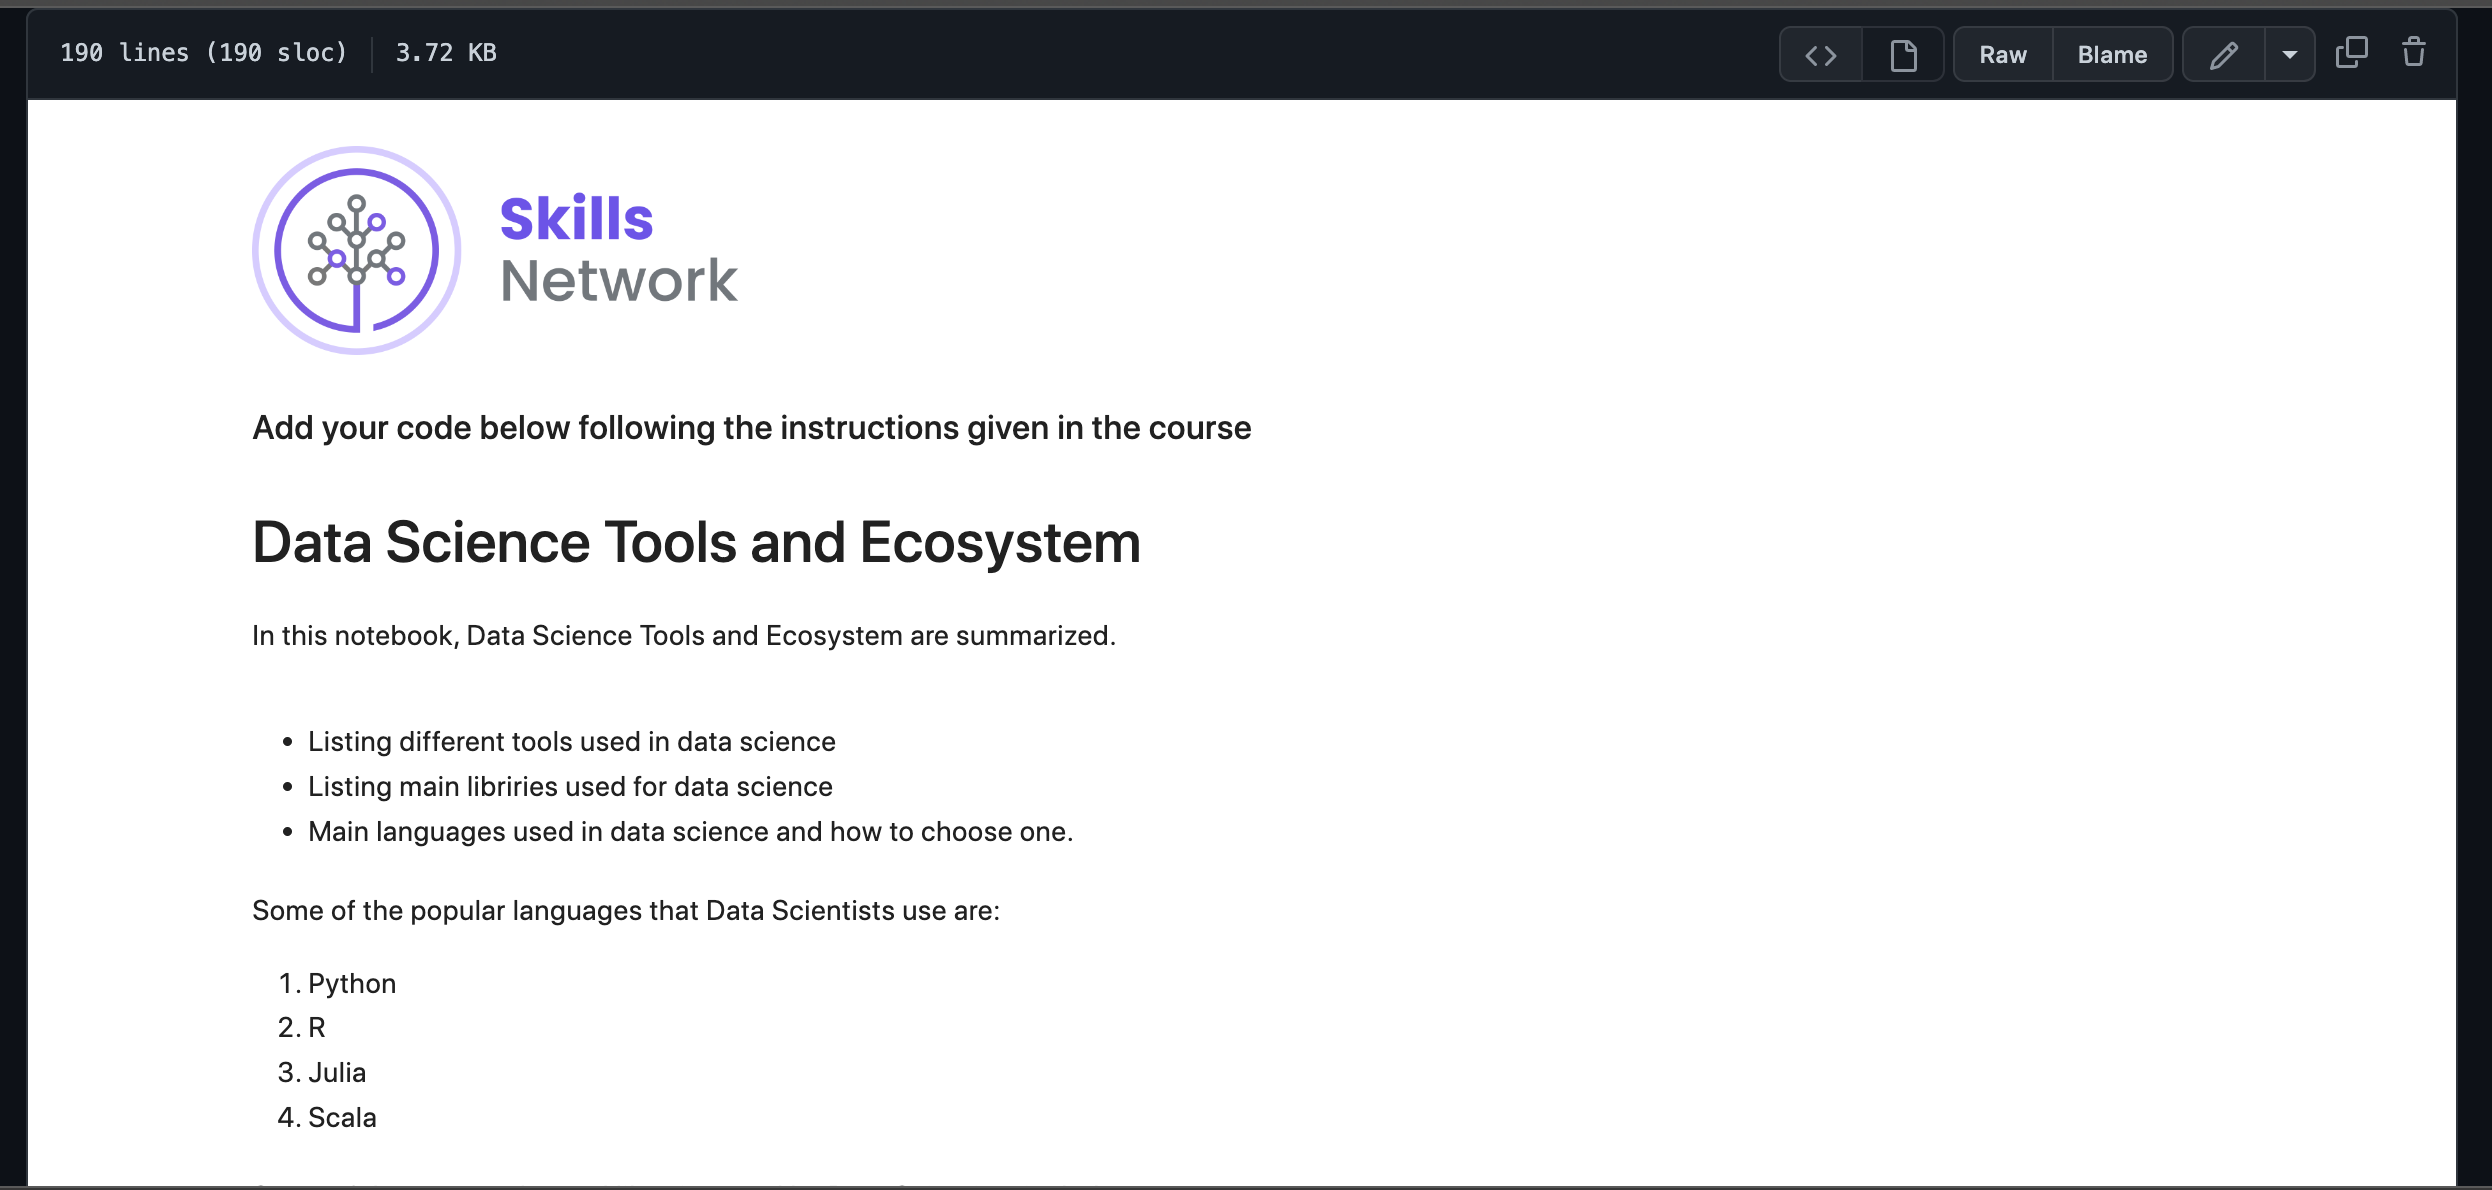 190 lines (190 sloc) 3.72 KB Raw Blame
Skills
Network
Add your code below following the instructions given in the course
Data Science Tools and Ecosystem
In this notebook, Data Science Tools and Ecosystem are summarized.
• Listing different tools used in data science
• Listing main libriries used for data science
• Main languages used in data science and how to choose one.
Some of the popular languages that Data Scientists use are:
1. Python
2. R
3. Julia
4. Scala